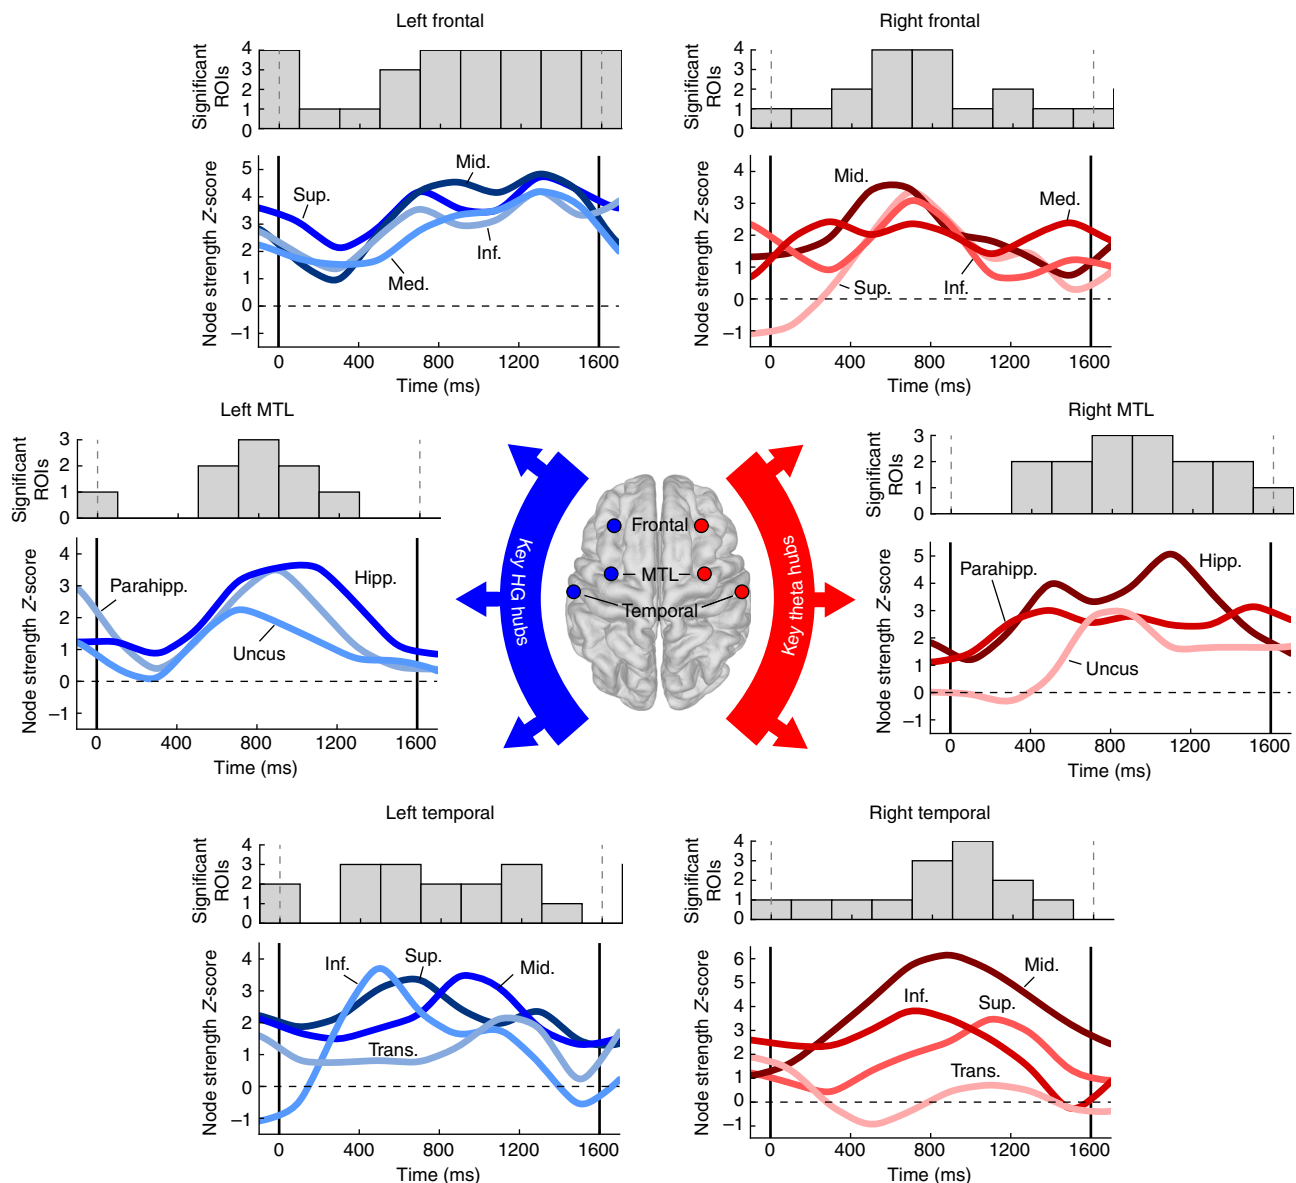 Left frontal
Significant
ROIs
4
3
2
1
0
Node strength Z-score
5
4
3
2
1
0
–1
Sup.
Mid.
Inf.
Med.
0
400
800
1200
1600
Time (ms)
Right frontal
Significant
ROIs
4
3
2
1
0
Node strength Z-score
4
3
2
1
0
–1
Mid.
Med.
Sup.
Inf.
0
400
800
1200
1600
Time (ms)
Left MTL
Significant
ROIs
3
2
1
0
Node strength Z-score
4
3
2
1
0
–1
Parahipp.
Hipp.
Uncus
0
400
800
1200
1600
Time (ms)
Key HG hubs
Frontal
MTL
Temporal
Key theta hubs
Right MTL
Significant
ROIs
3
2
1
0
Node strength Z-score
5
4
3
2
1
0
–1
Parahipp.
Hipp.
Uncus
0
400
800
1200
1600
Time (ms)
Left temporal
Significant
ROIs
4
3
2
1
0
Node strength Z-score
4
3
2
1
0
–1
Inf.
Sup.
Mid.
Trans.
0
400
800
1200
1600
Time (ms)
Right temporal
Significant
ROIs
4
3
2
1
0
Node strength Z-score
6
5
4
3
2
1
0
–1
Mid.
Inf.
Sup.
Trans.
0
400
800
1200
1600
Time (ms)